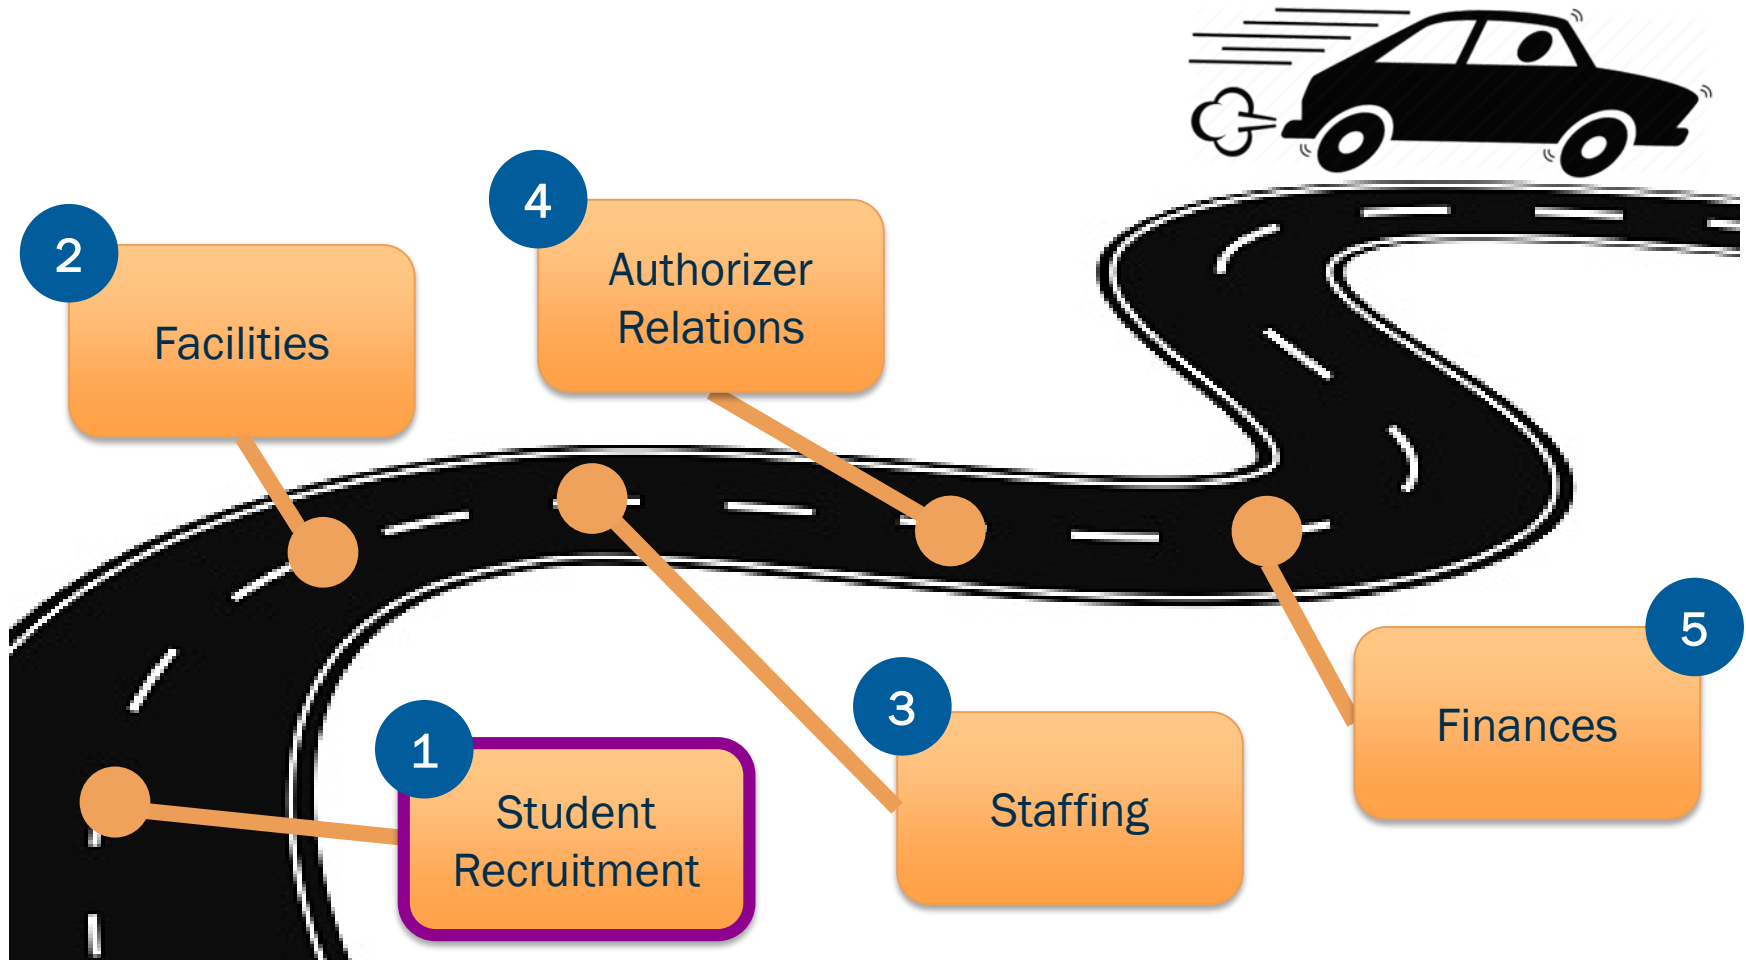 1
Student
Recruitment
2
Facilities
3
Staffing
4
Authorizer
Relations
5
Finances